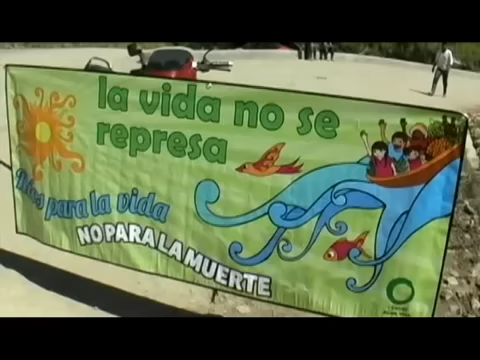 la vida no se
represa
Ríos para la vida
NO PARA LA MUERTE